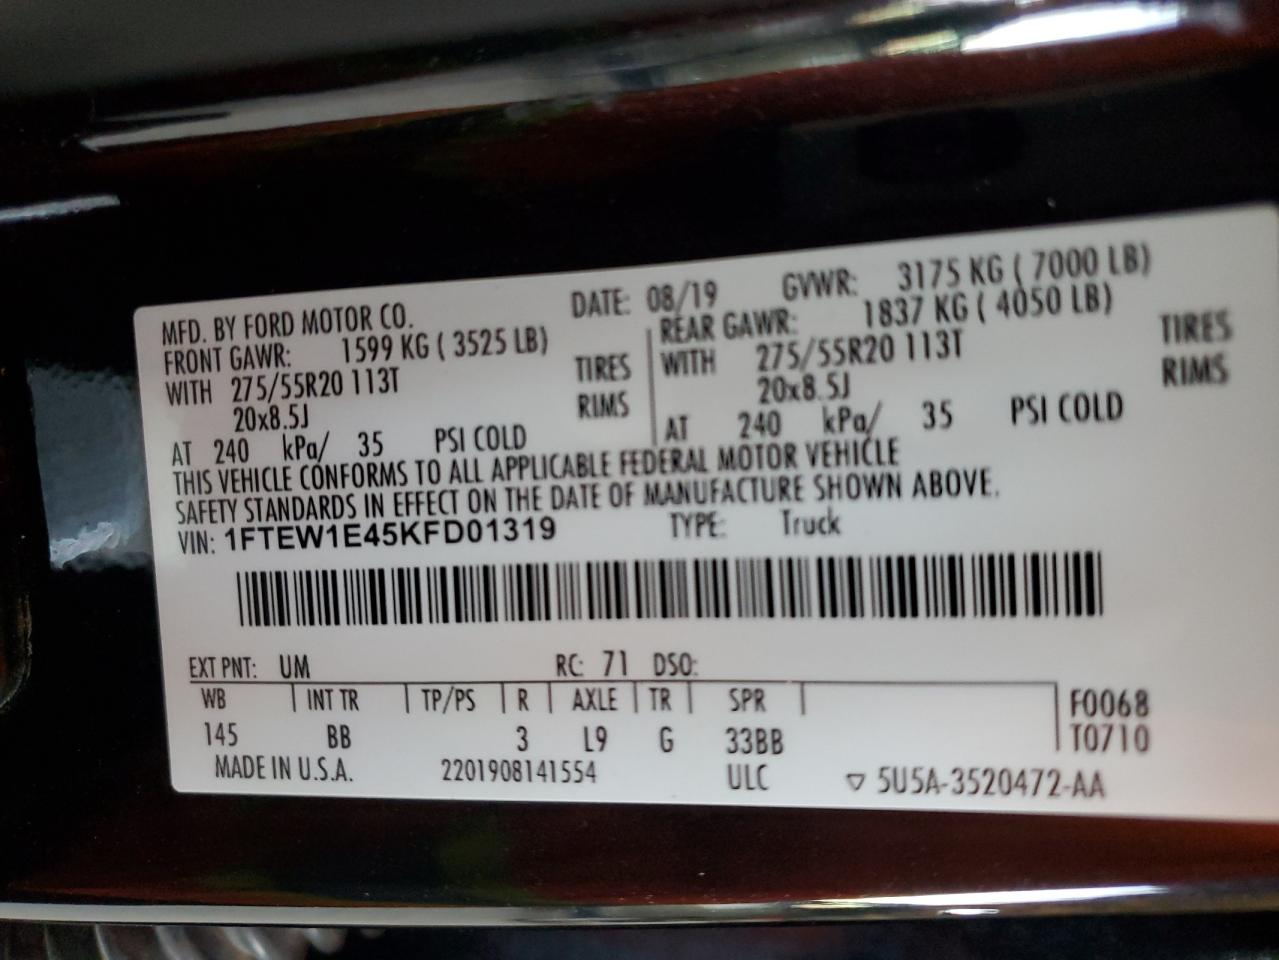 MFD. BY FORD MOTOR CO. DATE: 08/19 GVWR: 3175 KG ( 7000 LB)
FRONT GAWR: 1599 KG ( 3525 LB) REAR GAWR: 1837 KG ( 4050 LB)
WITH 275/55R20 113T TIRES WITH 275/55R20 113T TIRES
20x8.5J RIMS 20x8.5J RIMS
AT 240 kPa/ 35 PSI COLD AT 240 kPa/ 35 PSI COLD
THIS VEHICLE CONFORMS TO ALL APPLICABLE FEDERAL MOTOR VEHICLE
SAFETY STANDARDS IN EFFECT ON THE DATE OF MANUFACTURE SHOWN ABOVE.
VIN: 1FTEW1E45KFD01319 TYPE: Truck
EXT PNT: UM RC: 71 DSO:
WB INT TR TP/PS R AXLE TR SPR F0068
145 BB 3 L9 G 33BB T0710
MADE IN U.S.A. 2201908141554 ULC ▽ 5U5A-3520472-AA